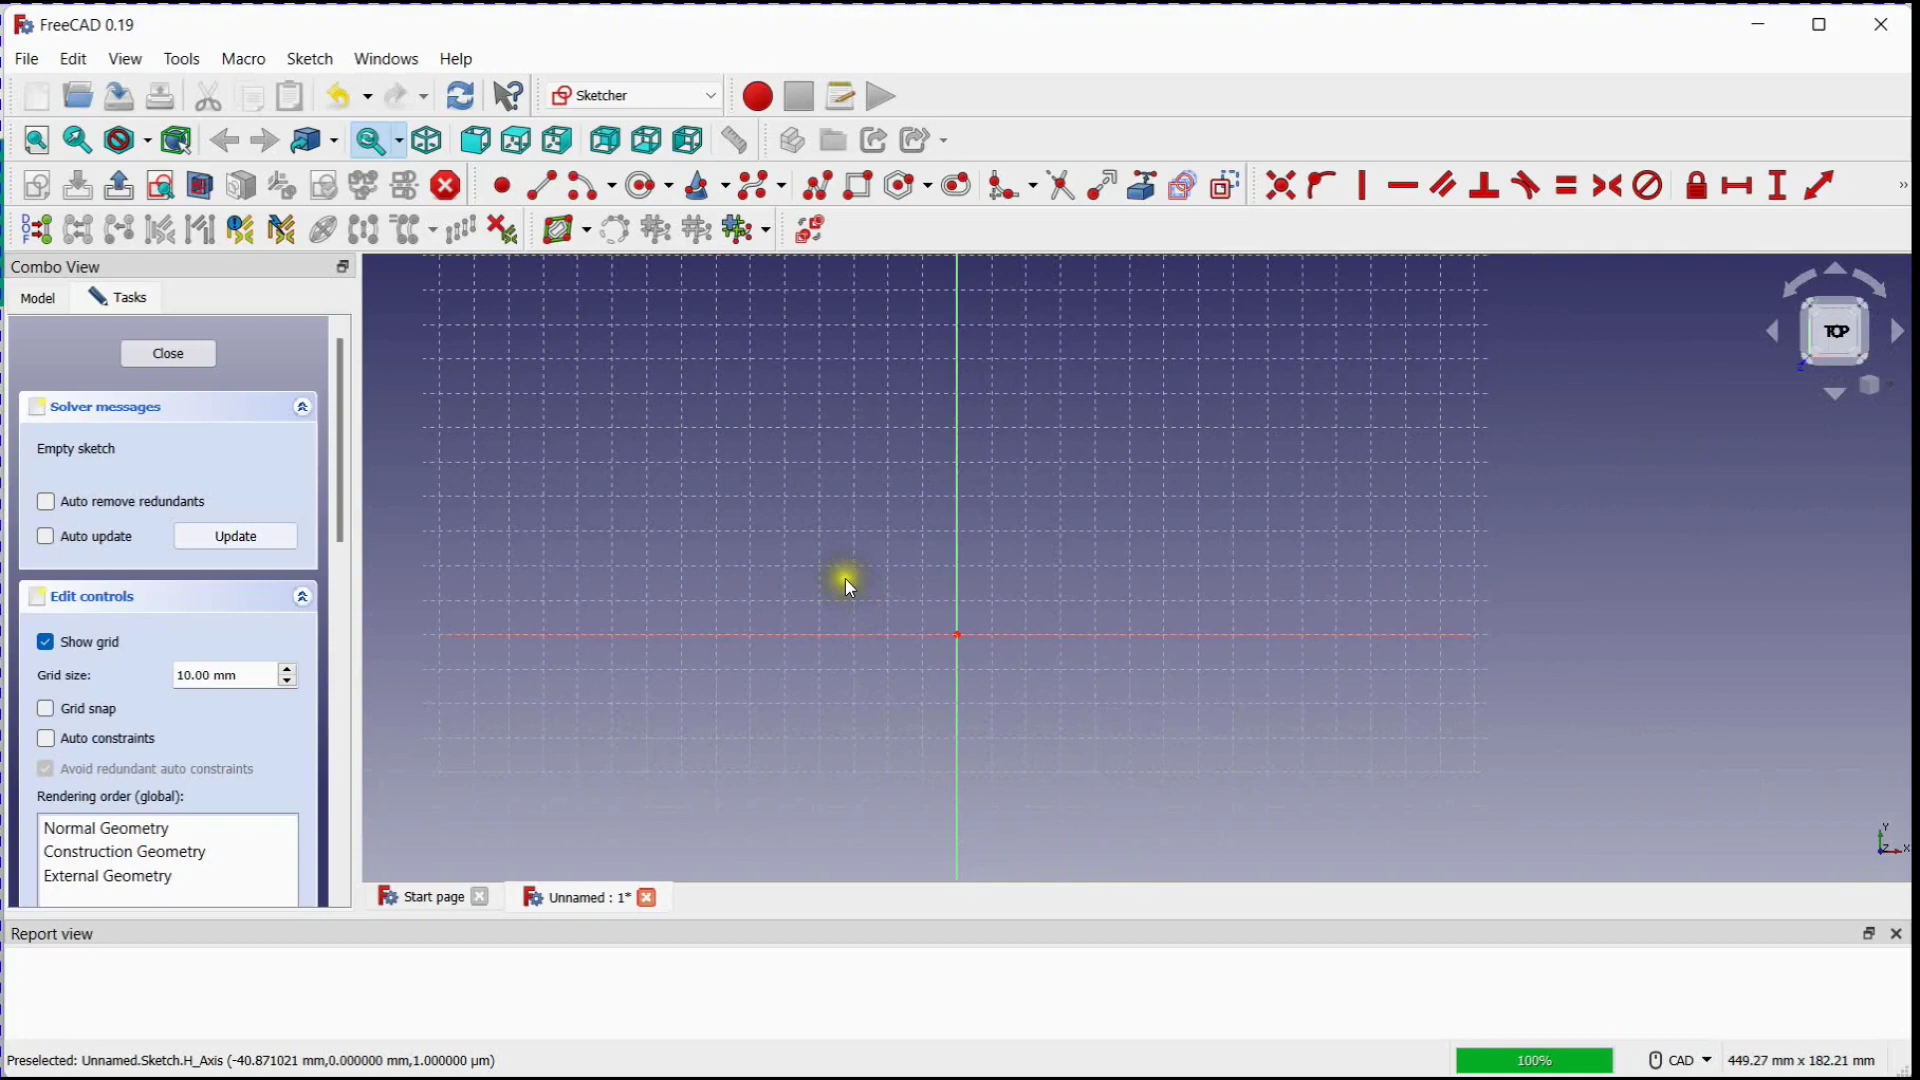 FreeCAD 0.19
File Edit View Tools Macro Sketch Windows Help
Sketcher
Combo View
Model Tasks
Close
Solver messages
Empty sketch
Auto remove redundants
Auto update Update
Edit controls
Show grid
Grid size: 10.00 mm
Grid snap
Auto constraints
Avoid redundant auto constraints
Rendering order (global):
Normal Geometry
Construction Geometry
External Geometry
TOP
Z
Y
Z X
Start page Unnamed : 1*
Report view
Preselected: Unnamed.Sketch.H_Axis (-40.871021 mm,0.000000 mm,1.000000 µm)
100% CAD 449.27 mm x 182.21 mm